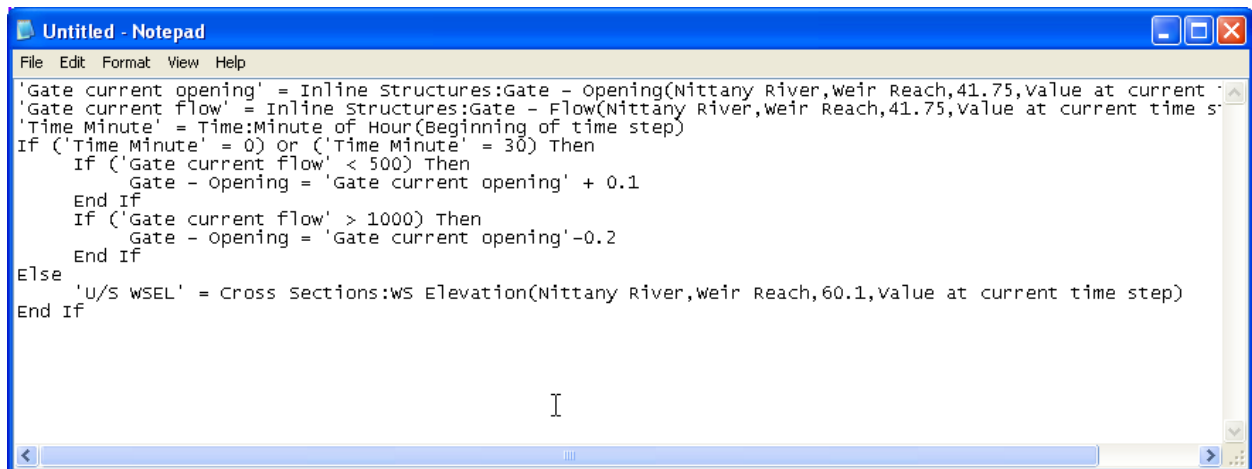 Untitled - Notepad
File Edit Format View Help
'Gate current opening' = Inline Structures:Gate - Opening(Nittany River,Weir Reach,41.75,Value at current
'Gate current flow' = Inline Structures:Gate - Flow(Nittany River,Weir Reach,41.75,Value at current time s
'Time Minute' = Time:Minute of Hour(Beginning of time step)
If ('Time Minute' = 0) Or ('Time Minute' = 30) Then
If ('Gate current flow' < 500) Then
Gate - Opening = 'Gate current opening' + 0.1
End If
If ('Gate current flow' > 1000) Then
Gate - Opening = 'Gate current opening'-0.2
End If
Else
'U/S WSEL' = Cross Sections:WS Elevation(Nittany River,Weir Reach,60.1,Value at current time step)
End If